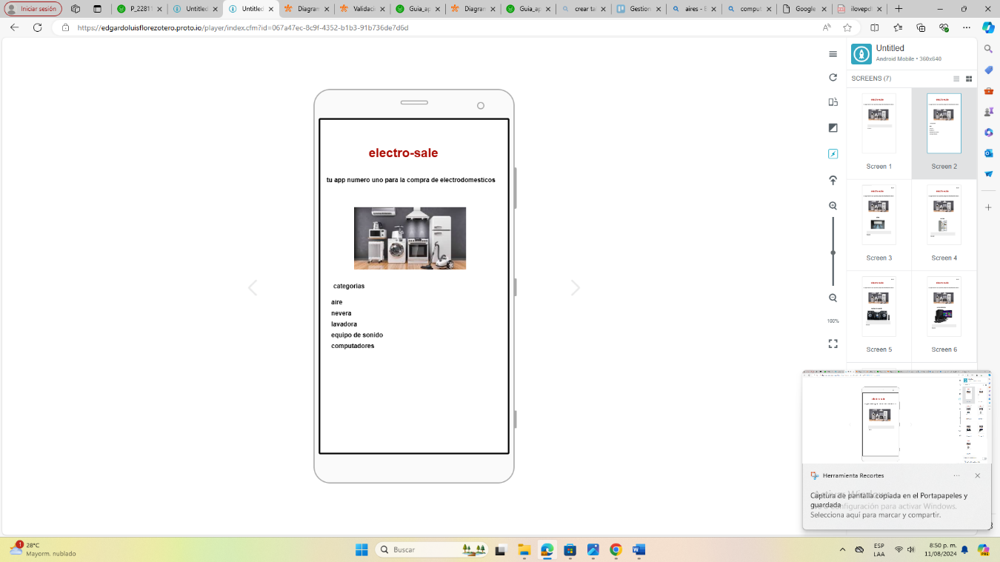 Iniciar sesión
P_2281
Untitled
Untitled
Diagram
Validado
Guia_ap
Diagram
Guia_ap
crear ta
Gestion
aires - E
comput
Google
ilovepd
https://edgardoluisflorezotero.proto.io/player/index.cfm?id=067a47ec-8c9f-4352-b1b3-91b736de7d6d
Untitled
Android Mobile • 360x640
SCREENS (7)
electro-sale
tu app numero uno para la compra de electrodomesticos
categorias
aire
nevera
lavadora
equipo de sonido
computadores
Screen 1
Screen 2
Screen 3
Screen 4
Screen 5
Screen 6
100%
Herramienta Recortes
Captura de pantalla copiada en el Portapapeles y
guardada
Configuración para activar Windows.
Selecciona aquí para marcar y compartir.
1
28°C
Mayorm. nublado
Buscar
ESP
LAA
8:50 p. m.
11/08/2024